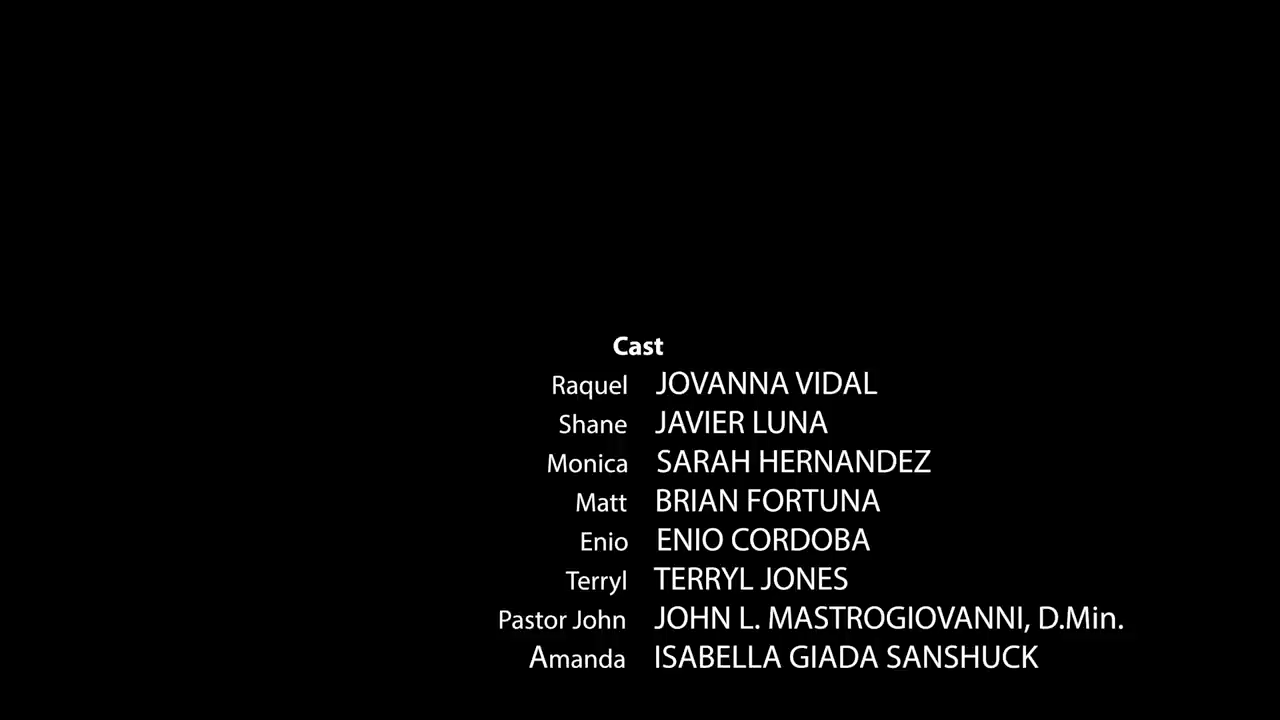 Cast
Raquel JOVANNA VIDAL
Shane JAVIER LUNA
Monica SARAH HERNANDEZ
Matt BRIAN FORTUNA
Enio ENIO CORDOBA
Terryl TERRYL JONES
Pastor John JOHN L. MASTROGIOVANNI, D.Min.
Amanda ISABELLA GIADA SANSHUCK